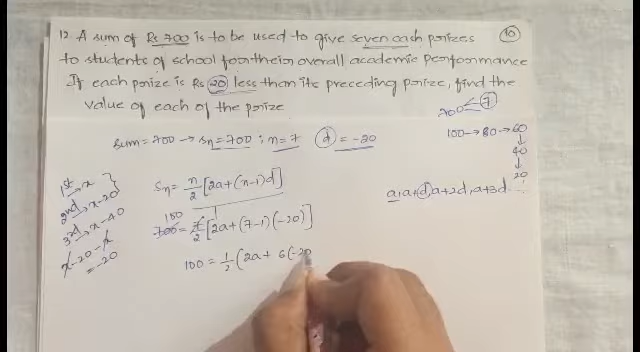 12. A sum of Rs 700 is to be used to give seven cash prizes
to students of school for their overall academic performance
If each prize is Rs 20 less than its preceding prize, find the
value of each of the prize
10
700 < 7
sum = 700 → Sn = 700 ; n = 7 d = -20
100 → 80 → 60
↓
40
↓
20
1st → x
2nd → x-20
3rd → x-40
x-20-x
= -20
Sn = n/2 [2a+(n-1)d]
a, a+d, a+2d, a+3d ...
100
700 = 7/2 [2a+(7-1)(-20)]
1
100 = 1/2 (2a + 6(-20